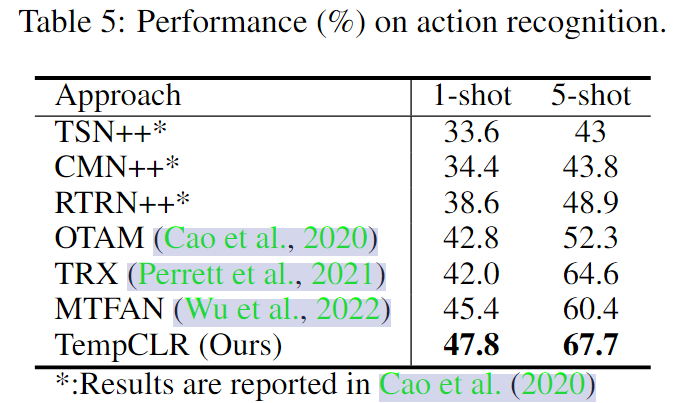 Table 5: Performance (%) on action recognition.
Approach 1-shot 5-shot
TSN++* 33.6 43
CMN++* 34.4 43.8
RTRN++* 38.6 48.9
OTAM (Cao et al., 2020) 42.8 52.3
TRX (Perrett et al., 2021) 42.0 64.6
MTFAN (Wu et al., 2022) 45.4 60.4
TempCLR (Ours) 47.8 67.7
*:Results are reported in Cao et al. (2020)